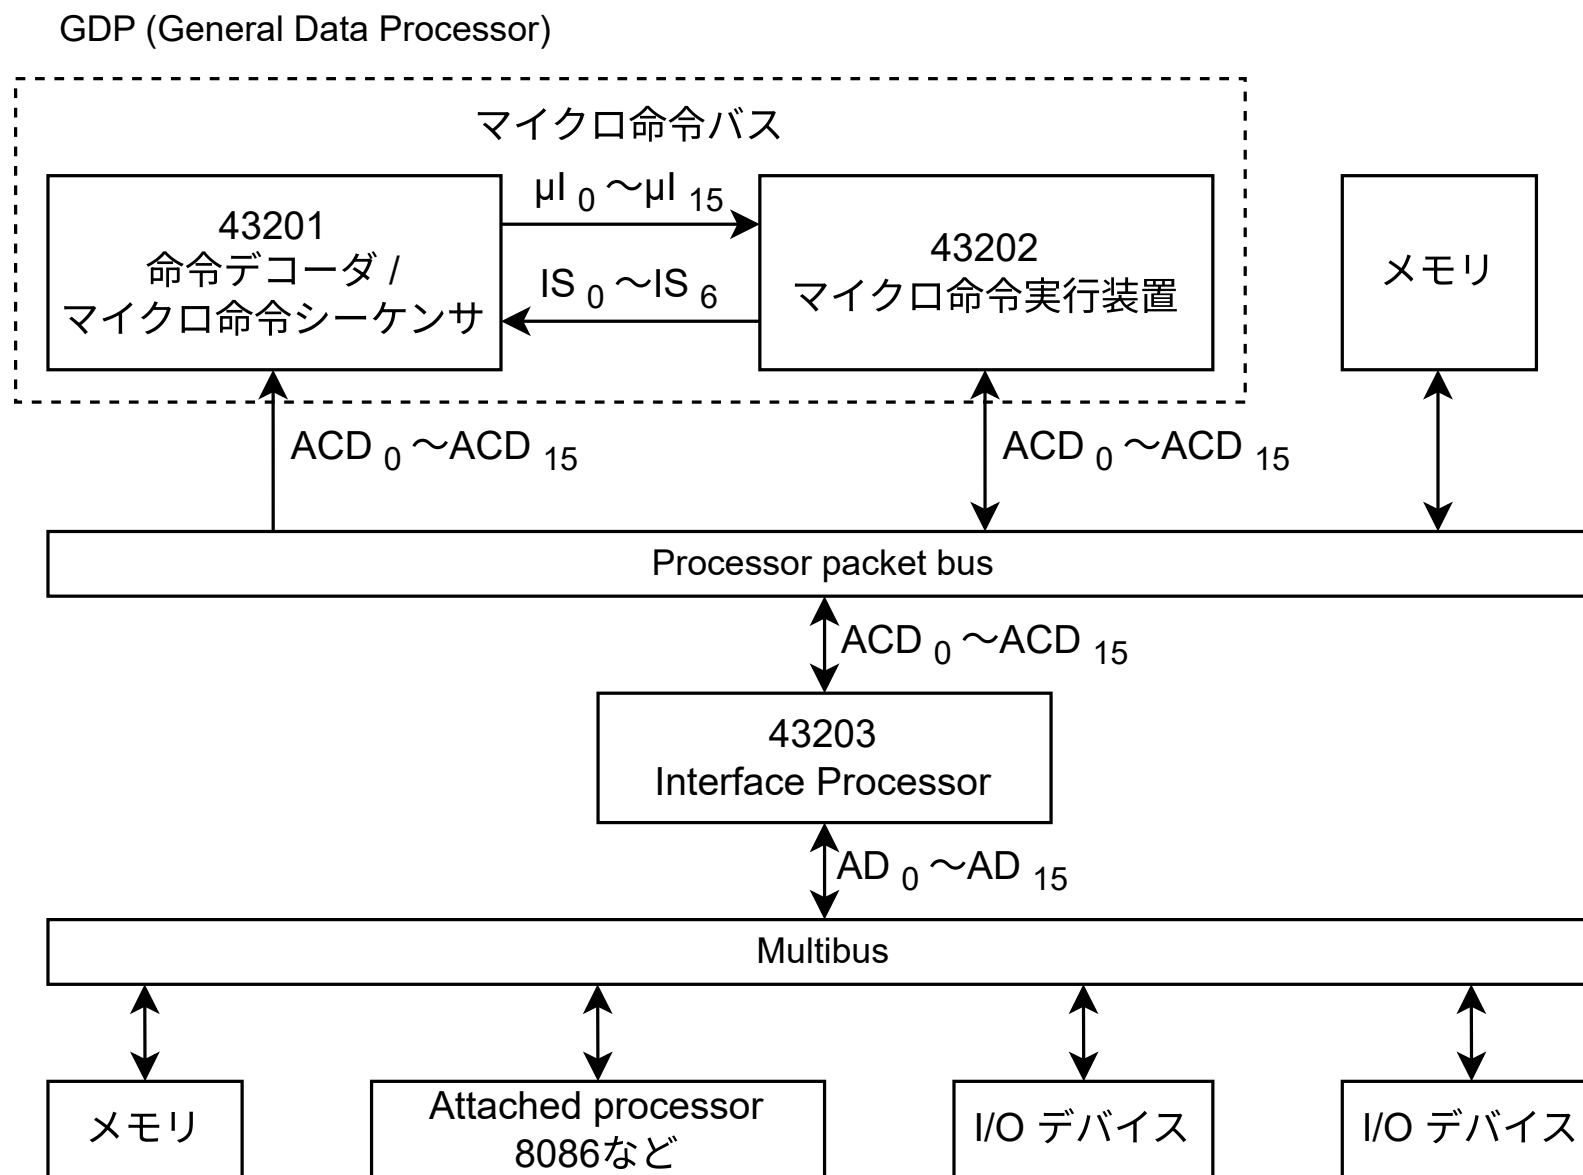 GDP (General Data Processor)
マイクロ命令バス
43201
命令デコーダ /
マイクロ命令シーケンサ
μI 0 ～μI 15
IS 0 ～IS 6
43202
マイクロ命令実行装置
メモリ
ACD 0 ～ACD 15
ACD 0 ～ACD 15
Processor packet bus
ACD 0 ～ACD 15
43203
Interface Processor
AD 0 ～AD 15
Multibus
メモリ
Attached processor
8086など
I/O デバイス
I/O デバイス